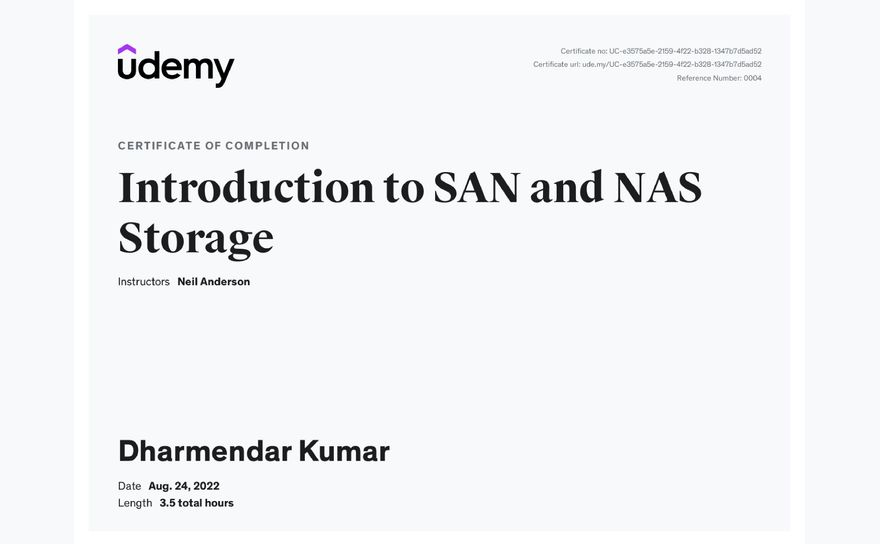 udemy
Certificate no: UC-e3575a5e-2159-4f22-b328-1347b7d5ad52
Certificate url: ude.my/UC-e3575a5e-2159-4f22-b328-1347b7d5ad52
Reference Number: 0004
CERTIFICATE OF COMPLETION
Introduction to SAN and NAS
Storage
Instructors Neil Anderson
Dharmendar Kumar
Date Aug. 24, 2022
Length 3.5 total hours